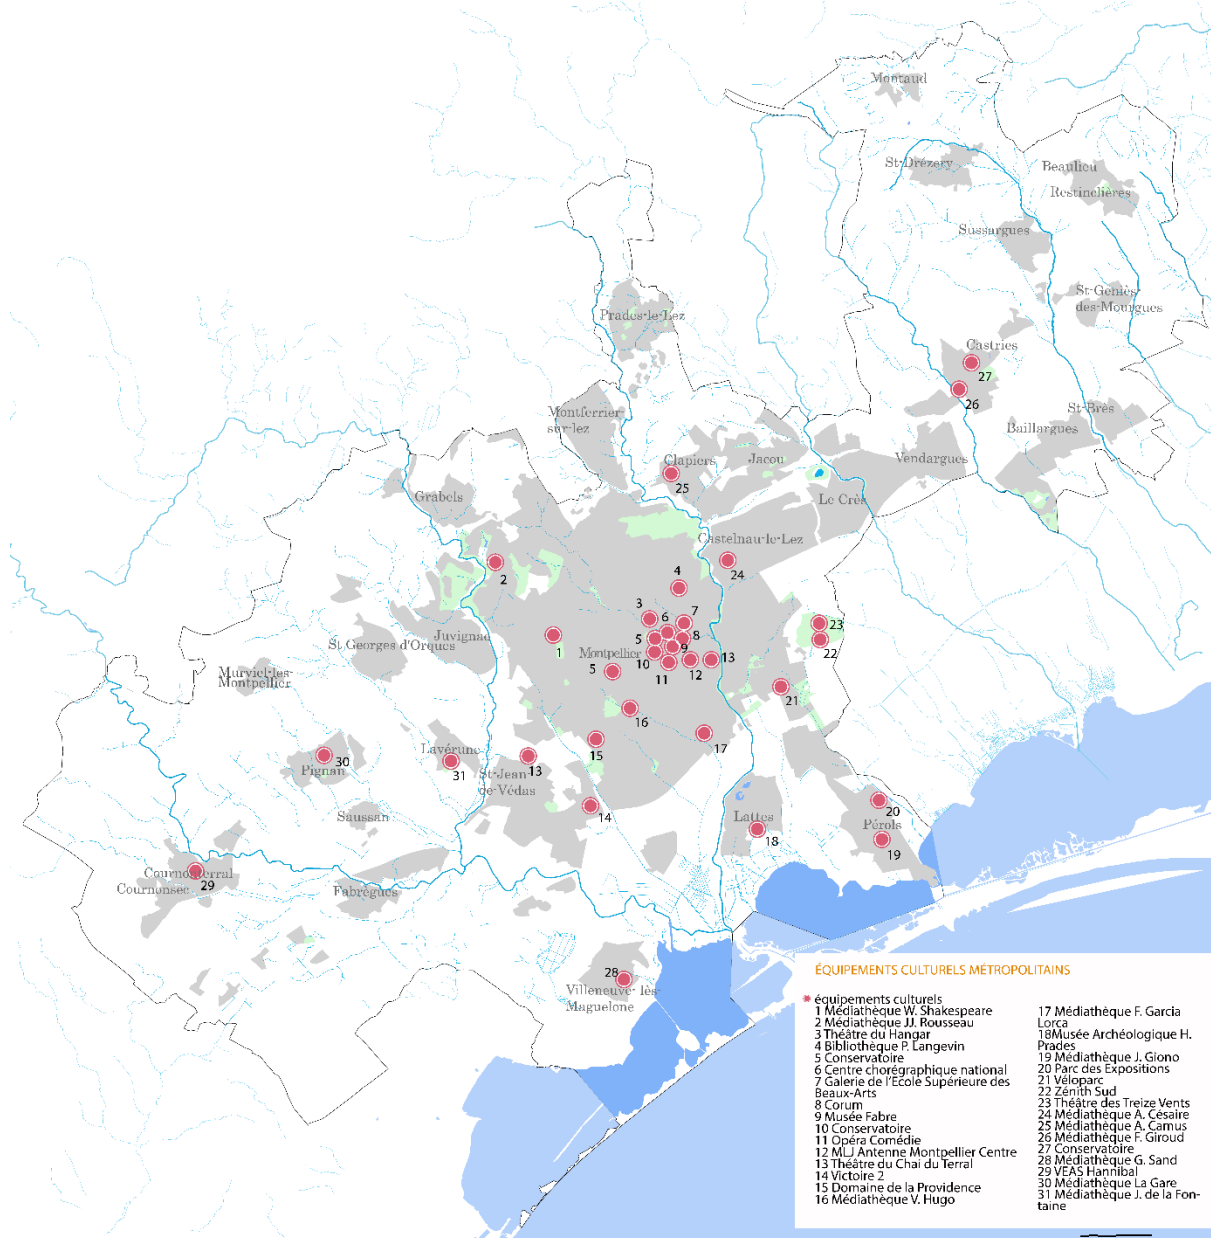 Montaud
St-Drézery
Beaulieu
Restinclières
Sussargues
St-Geniès-
des-Mourgues
Prades-le-Lez
Castries
27
26
Montferrier-
sur-lez
St-Brès
Baillargues
Clapiers
25
Jacou
Vendargues
Grabels
Le Crès
Castelnau-le-Lez
24
2
4
3
6
7
23
Juvignac
St Georges d'Orques
1
Montpellier
5
8
9
22
10
11
12
13
5
Murviel-les-
Montpellier
21
16
17
15
30
Pignan
Lavérune
31
13
St-Jean-
de-Védas
14
Saussan
Lattes
18
20
Pérols
19
Cournonterral
29
Cournonsec
Fabrègues
28
Villeneuve-lès-
Maguelone
ÉQUIPEMENTS CULTURELS MÉTROPOLITAINS
équipements culturels
1 Médiathèque W. Shakespeare
2 Médiathèque JJ. Rousseau
3 Théâtre du Hangar
4 Bibliothèque P. Langevin
5 Conservatoire
6 Centre chorégraphique national
7 Galerie de l'Ecole Supérieure des
Beaux-Arts
8 Corum
9 Musée Fabre
10 Conservatoire
11 Opéra Comédie
12 MLJ Antenne Montpellier Centre
13 Théâtre du Chai du Terral
14 Victoire 2
15 Domaine de la Providence
16 Médiathèque V. Hugo
17 Médiathèque F. Garcia
Lorca
18Musée Archéologique H.
Prades
19 Médiathèque J. Giono
20 Parc des Expositions
21 Véloparc
22 Zénith Sud
23 Théâtre des Treize Vents
24 Médiathèque A. Césaire
25 Médiathèque A. Camus
26 Médiathèque F. Giroud
27 Conservatoire
28 Médiathèque G. Sand
29 VEAS Hannibal
30 Médiathèque La Gare
31 Médiathèque J. de la Fon-
taine